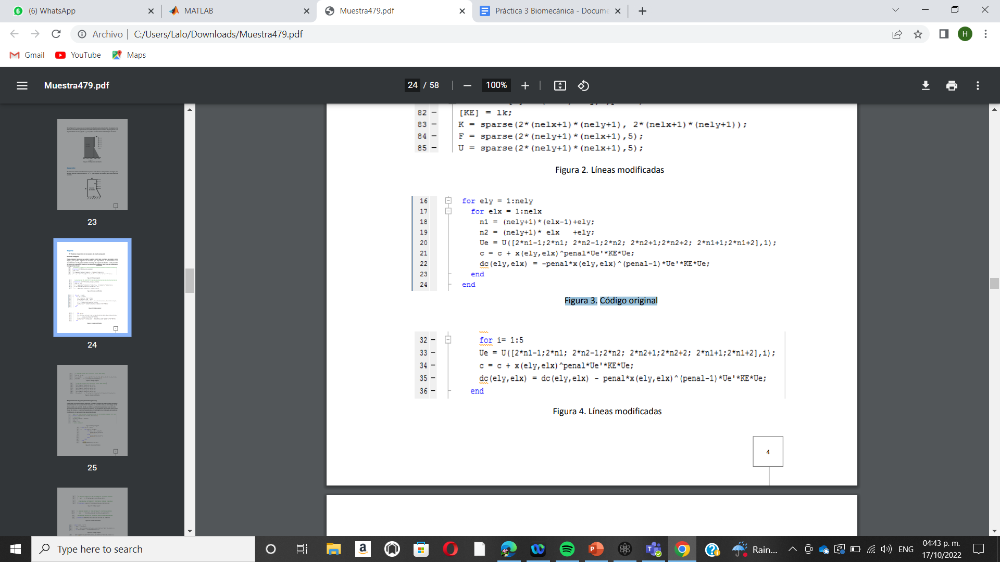 (6) WhatsApp
MATLAB
Muestra479.pdf
Práctica 3 Biomecánica - Docume
Archivo
C:/Users/Lalo/Downloads/Muestra479.pdf
H
Gmail
YouTube
Maps
Muestra479.pdf
24 / 58
100%
23
24
25
82 [KE] = lk;
83 K = sparse(2*(nelx+1)*(nely+1), 2*(nelx+1)*(nely+1));
84 F = sparse(2*(nely+1)*(nelx+1),5);
85 U = sparse(2*(nely+1)*(nelx+1),5);
Figura 2. Líneas modificadas
16 for ely = 1:nely
17 for elx = 1:nelx
18 n1 = (nely+1)*(elx-1)+ely;
19 n2 = (nely+1)* elx +ely;
20 Ue = U([2*n1-1;2*n1; 2*n2-1;2*n2; 2*n2+1;2*n2+2; 2*n1+1;2*n1+2],1);
21 c = c + x(ely,elx)^penal*Ue'*KE*Ue;
22 dc(ely,elx) = -penal*x(ely,elx)^(penal-1)*Ue'*KE*Ue;
23 end
24 end
Figura 3. Código original
32 for i= 1:5
33 Ue = U([2*n1-1;2*n1; 2*n2-1;2*n2; 2*n2+1;2*n2+2; 2*n1+1;2*n1+2],i);
34 c = c + x(ely,elx)^penal*Ue'*KE*Ue;
35 dc(ely,elx) = dc(ely,elx) - penal*x(ely,elx)^(penal-1)*Ue'*KE*Ue;
36 end
Figura 4. Líneas modificadas
4
Type here to search
Rain...
ENG
04:43 p. m.
17/10/2022